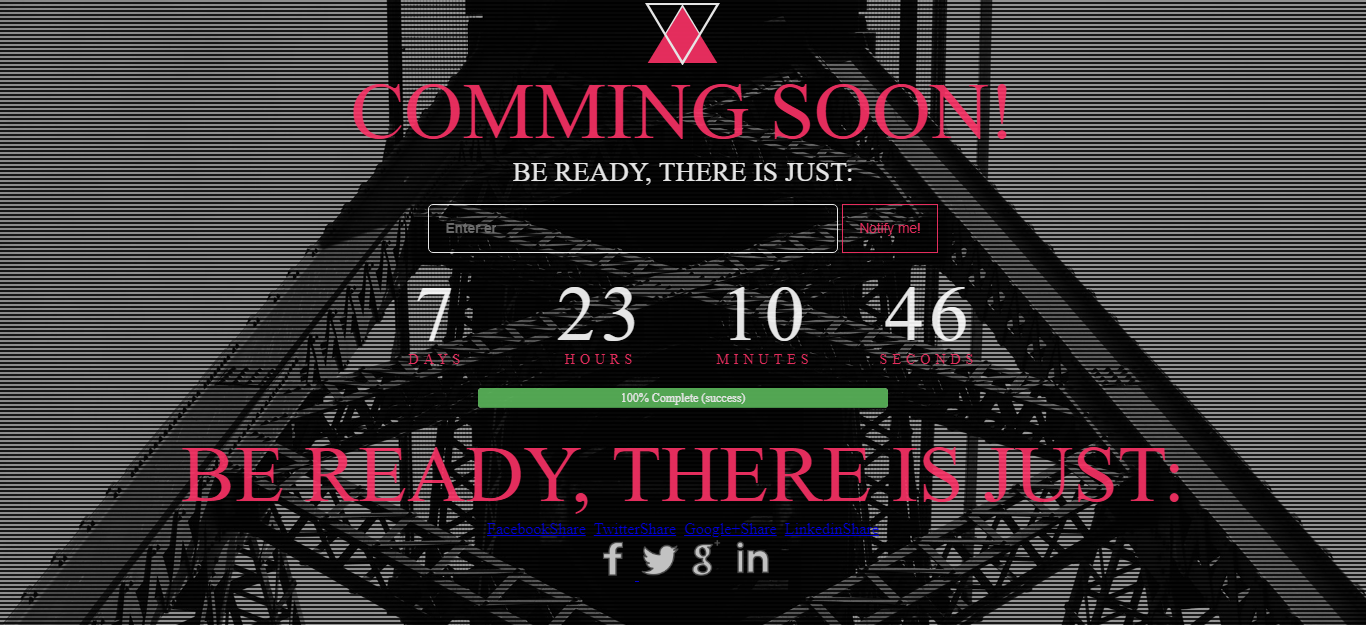 COMMING SOON!
BE READY, THERE IS JUST:
Enter er Notify me!
7 23 10 46
DAYS HOURS MINUTES SECONDS
100% Complete (success)
BE READY, THERE IS JUST:
FacebookShare TwitterShare Google+Share LinkedinShare